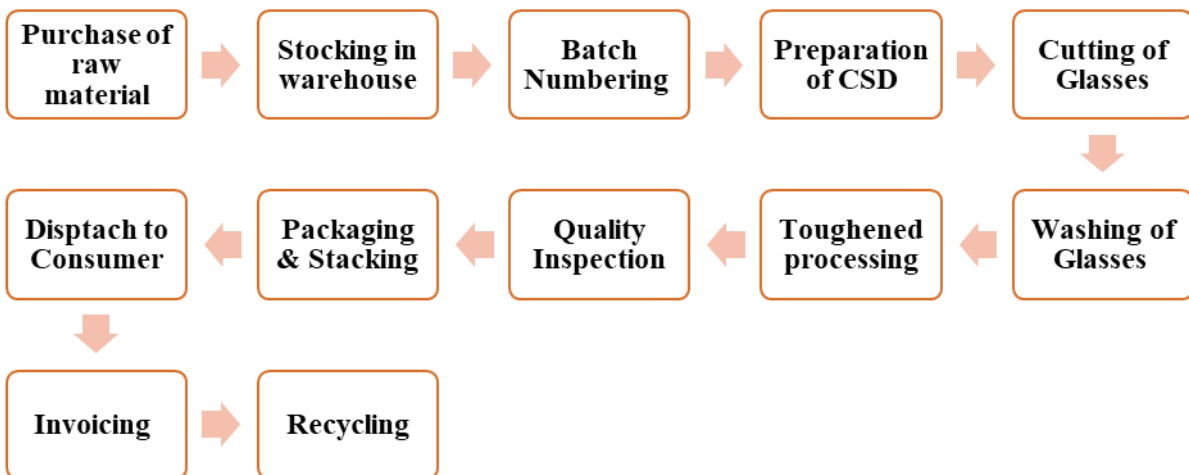 Purchase of
raw
material
Stocking in
warehouse
Batch
Numbering
Preparation
of CSD
Cutting of
Glasses
Washing of
Glasses
Toughened
processing
Quality
Inspection
Packaging
& Stacking
Disptach to
Consumer
Invoicing
Recycling